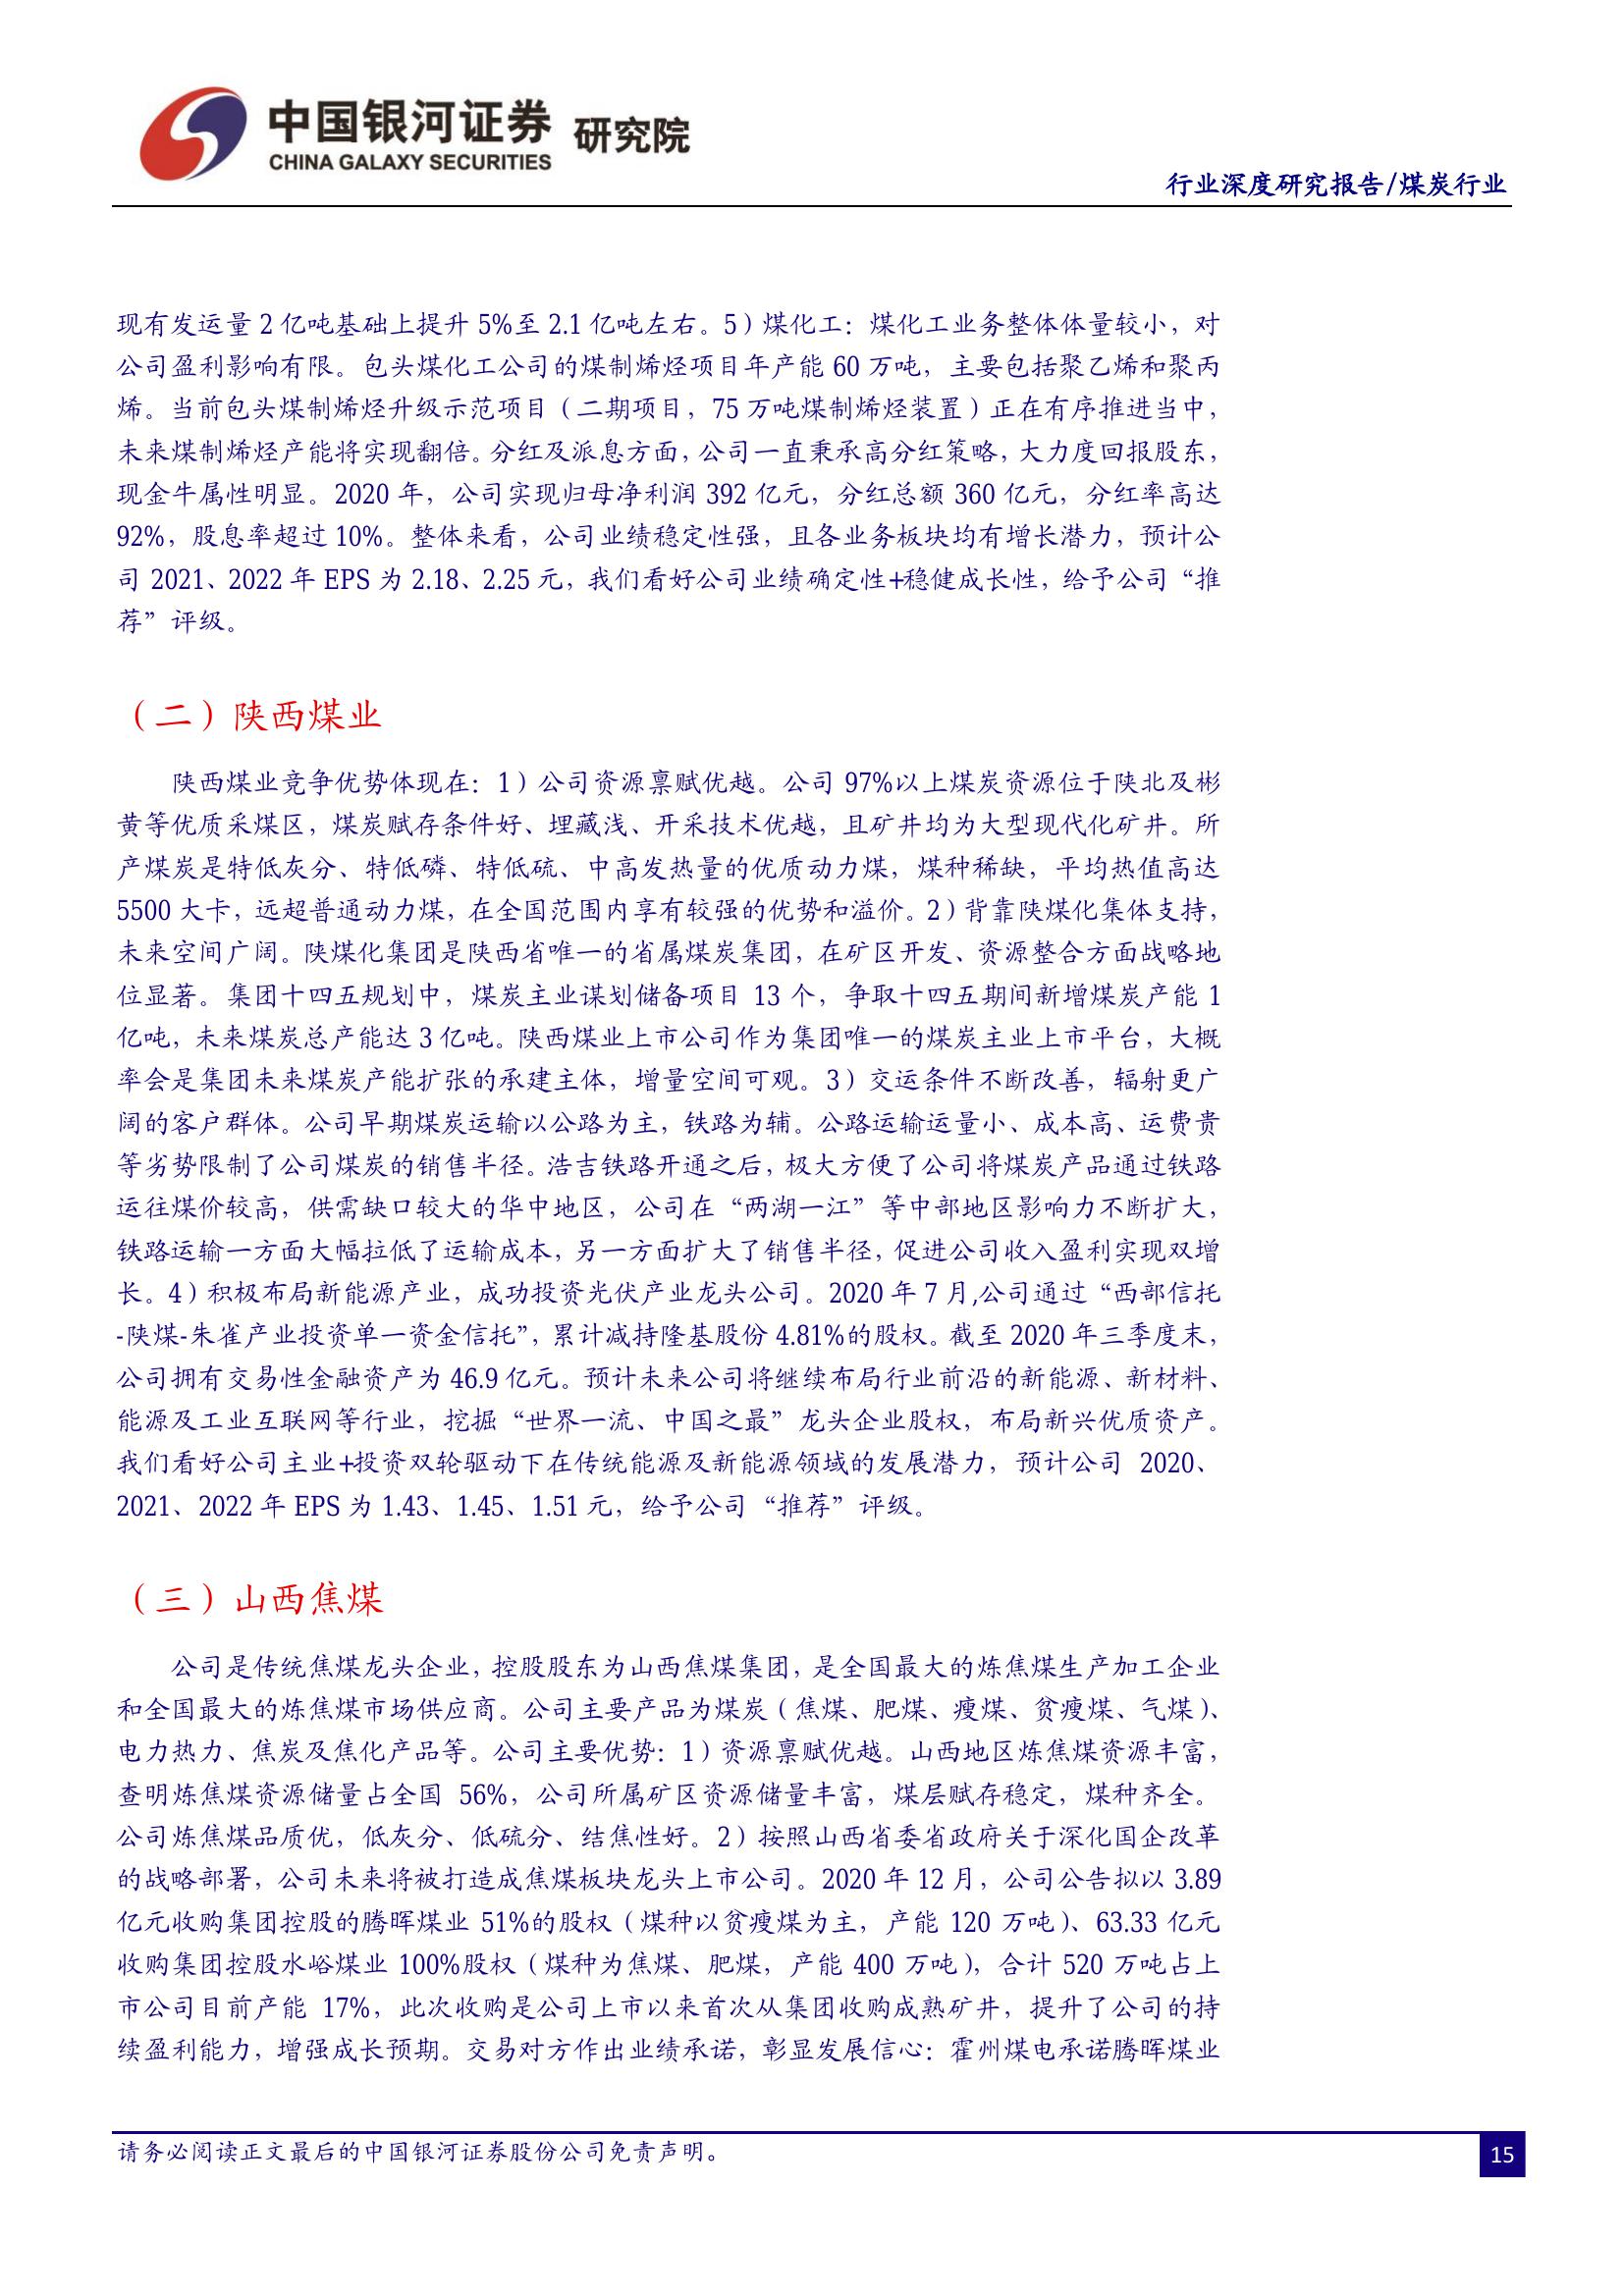 中国银河证券 研究院
CHINA GALAXY SECURITIES
行业深度研究报告/煤炭行业
现有发运量 2 亿吨基础上提升 5%至 2.1 亿吨左右。5）煤化工：煤化工业务整体体量较小，对
公司盈利影响有限。包头煤化工公司的煤制烯烃项目年产能 60 万吨，主要包括聚乙烯和聚丙
烯。当前包头煤制烯烃升级示范项目（二期项目，75 万吨煤制烯烃装置）正在有序推进当中，
未来煤制烯烃产能将实现翻倍。分红及派息方面，公司一直秉承高分红策略，大力度回报股东，
现金牛属性明显。2020 年，公司实现归母净利润 392 亿元，分红总额 360 亿元，分红率高达
92%，股息率超过 10%。整体来看，公司业绩稳定性强，且各业务板块均有增长潜力，预计公
司 2021、2022 年 EPS 为 2.18、2.25 元，我们看好公司业绩确定性+稳健成长性，给予公司“推
荐”评级。
（二）陕西煤业
陕西煤业竞争优势体现在：1）公司资源禀赋优越。公司 97%以上煤炭资源位于陕北及彬
黄等优质采煤区，煤炭赋存条件好、埋藏浅、开采技术优越，且矿井均为大型现代化矿井。所
产煤炭是特低灰分、特低磷、特低硫、中高发热量的优质动力煤，煤种稀缺，平均热值高达
5500 大卡，远超普通动力煤，在全国范围内享有较强的优势和溢价。2）背靠陕煤化集体支持，
未来空间广阔。陕煤化集团是陕西省唯一的省属煤炭集团，在矿区开发、资源整合方面战略地
位显著。集团十四五规划中，煤炭主业谋划储备项目 13 个，争取十四五期间新增煤炭产能 1
亿吨，未来煤炭总产能达 3 亿吨。陕西煤业上市公司作为集团唯一的煤炭主业上市平台，大概
率会是集团未来煤炭产能扩张的承建主体，增量空间可观。3）交运条件不断改善，辐射更广
阔的客户群体。公司早期煤炭运输以公路为主，铁路为辅。公路运输运量小、成本高、运费贵
等劣势限制了公司煤炭的销售半径。浩吉铁路开通之后，极大方便了公司将煤炭产品通过铁路
运往煤价较高，供需缺口较大的华中地区，公司在“两湖一江”等中部地区影响力不断扩大，
铁路运输一方面大幅拉低了运输成本，另一方面扩大了销售半径，促进公司收入盈利实现双增
长。4）积极布局新能源产业，成功投资光伏产业龙头公司。2020 年 7 月,公司通过“西部信托
-陕煤-朱雀产业投资单一资金信托”，累计减持隆基股份 4.81%的股权。截至 2020 年三季度末，
公司拥有交易性金融资产为 46.9 亿元。预计未来公司将继续布局行业前沿的新能源、新材料、
能源及工业互联网等行业，挖掘“世界一流、中国之最”龙头企业股权，布局新兴优质资产。
我们看好公司主业+投资双轮驱动下在传统能源及新能源领域的发展潜力，预计公司 2020、
2021、2022 年 EPS 为 1.43、1.45、1.51 元，给予公司“推荐”评级。
（三）山西焦煤
公司是传统焦煤龙头企业，控股股东为山西焦煤集团，是全国最大的炼焦煤生产加工企业
和全国最大的炼焦煤市场供应商。公司主要产品为煤炭（焦煤、肥煤、瘦煤、贫瘦煤、气煤）、
电力热力、焦炭及焦化产品等。公司主要优势：1）资源禀赋优越。山西地区炼焦煤资源丰富，
查明炼焦煤资源储量占全国 56%，公司所属矿区资源储量丰富，煤层赋存稳定，煤种齐全。
公司炼焦煤品质优，低灰分、低硫分、结焦性好。2）按照山西省委省政府关于深化国企改革
的战略部署，公司未来将被打造成焦煤板块龙头上市公司。2020 年 12 月，公司公告拟以 3.89
亿元收购集团控股的腾晖煤业 51%的股权（煤种以贫瘦煤为主，产能 120 万吨）、63.33 亿元
收购集团控股水峪煤业 100%股权（煤种为焦煤、肥煤，产能 400 万吨），合计 520 万吨占上
市公司目前产能 17%，此次收购是公司上市以来首次从集团收购成熟矿井，提升了公司的持
续盈利能力，增强成长预期。交易对方作出业绩承诺，彰显发展信心：霍州煤电承诺腾晖煤业
请务必阅读正文最后的中国银河证券股份公司免责声明。
15